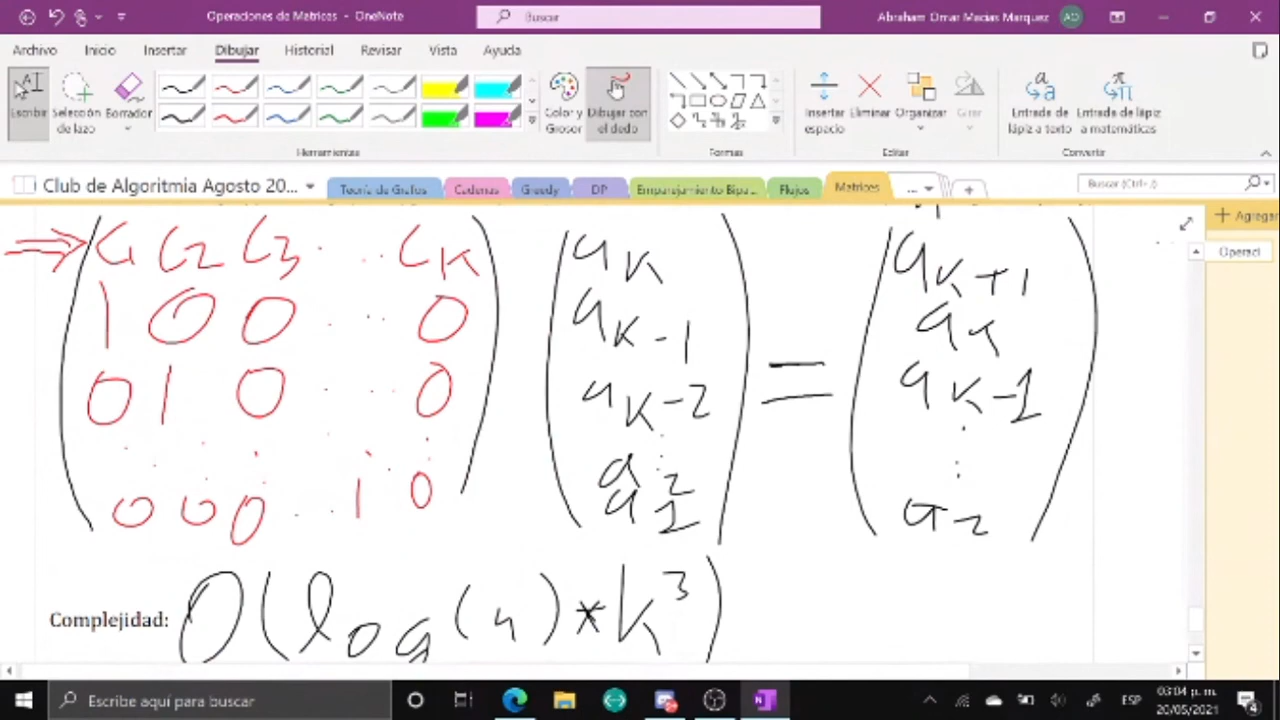 Operaciones de Matrices - OneNote
Buscar
Abraham Omar Macias Marquez
AO
Archivo Inicio Insertar Dibujar Historial Revisar Vista Ayuda
Escribir
Selección de lazo
Borrador
Color y Grosor
Dibujar con el dedo
Insertar espacio
Eliminar
Organizar
Girar
Entrada de lápiz a texto
Entrada de lápiz a matemáticas
Herramientas
Formas
Editar
Convertir
Club de Algoritmia Agosto 20...
Teoría de Grafos Cadenas Greedy DP Emparejamiento Bipa... Flujos Matrices ...
Buscar (Ctrl+J)
Agregar
Operaci
⇒ C1 C2 C3 . . . CK
1 0 0 . . . 0
0 1 0 . . . 0
0 0 0 . . . 1 0
aK
aK-1
aK-2
a2
a1
=
aK+1
aK
aK-1
a2
Complejidad: O(log(n)*K³)
Escribe aquí para buscar
ESP
03:04 p. m.
20/05/2021
4